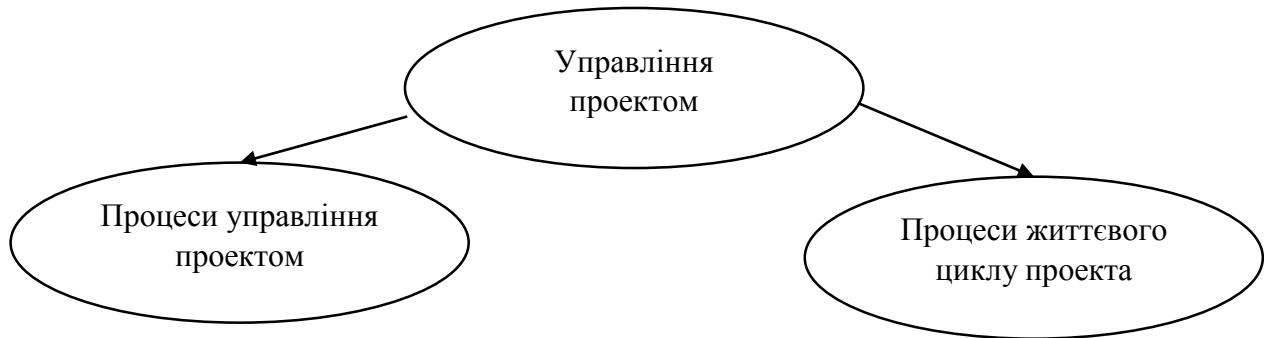 Управління
проектом
Процеси управління
проектом
Процеси життєвого
циклу проекта